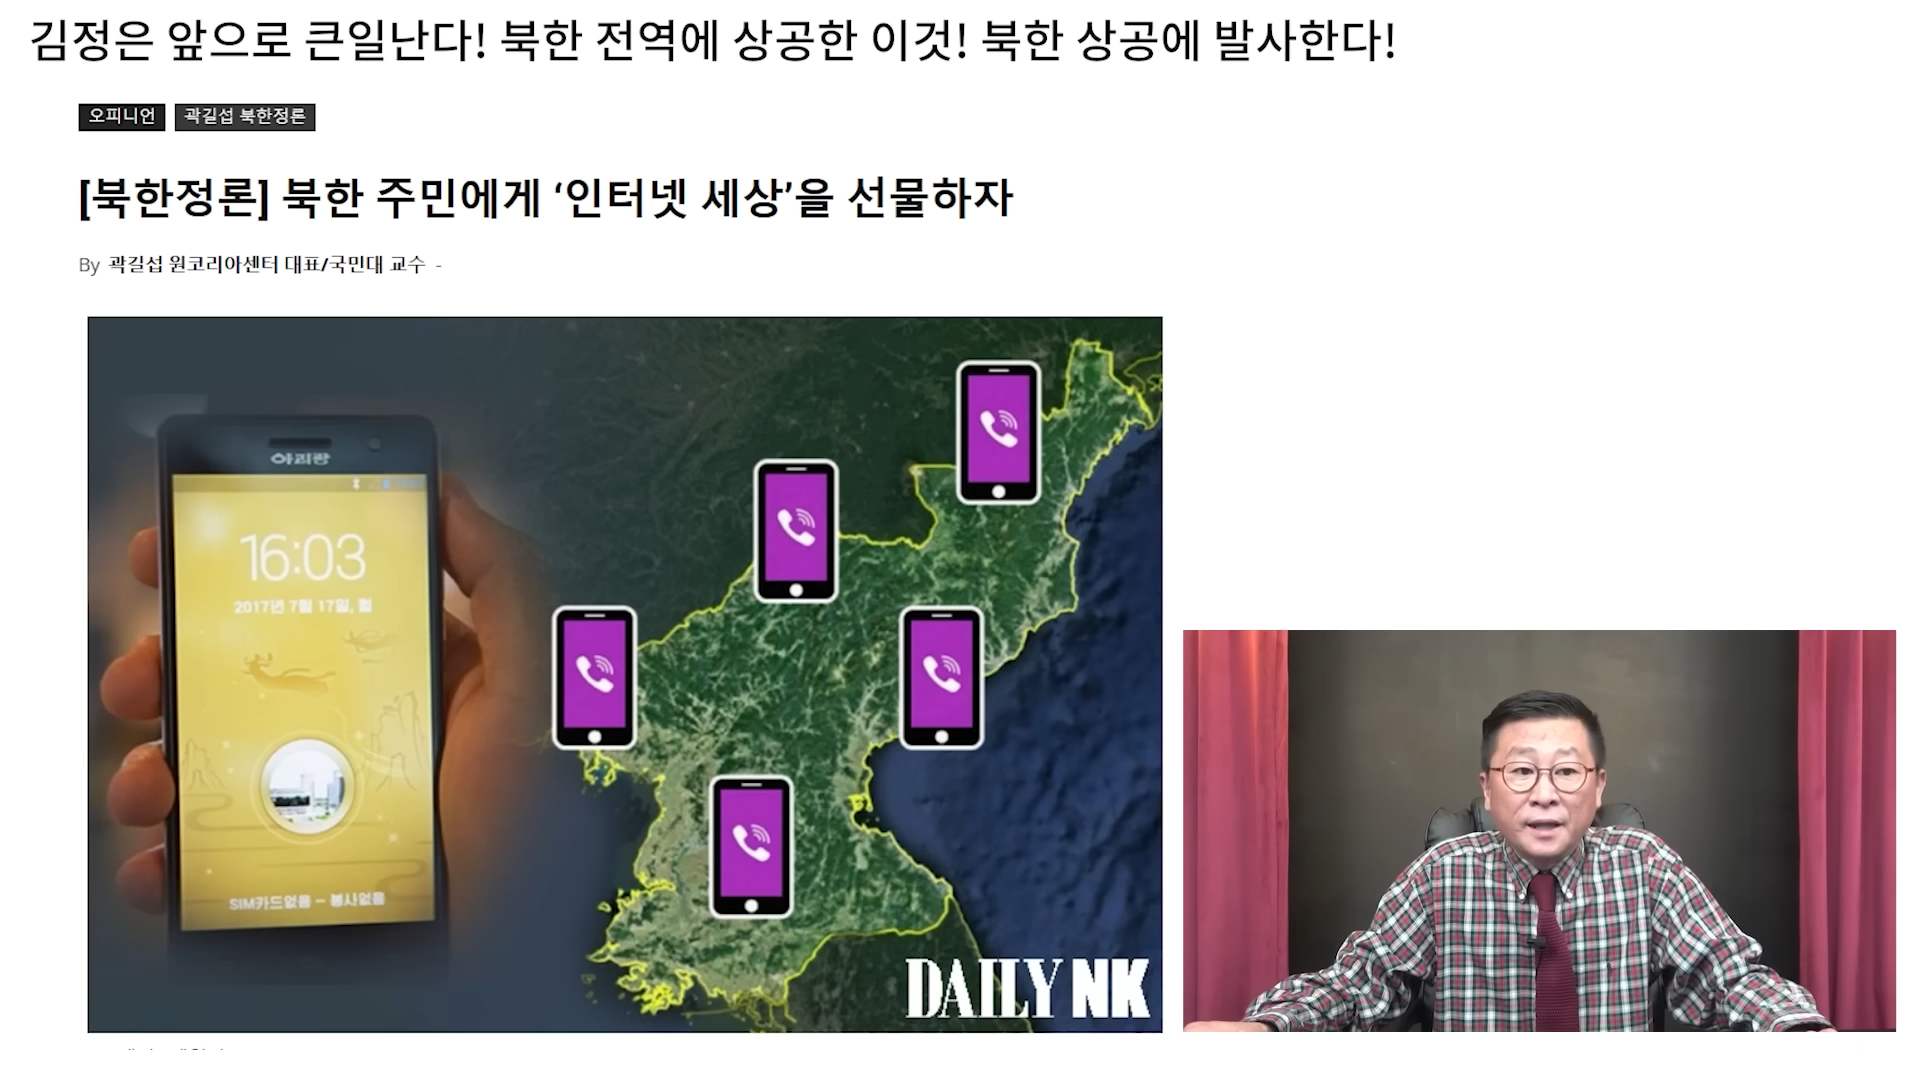 김정은 앞으로 큰일난다! 북한 전역에 상공한 이것! 북한 상공에 발사한다!
오피니언 곽길섭 북한정론
[북한정론] 북한 주민에게 ‘인터넷 세상’을 선물하자
By 곽길섭 원코리아센터 대표/국민대 교수 -
아리랑
16:03
2017년 7월 17일, 월
SIM카드없음 - 봉사없음
DAILY NK